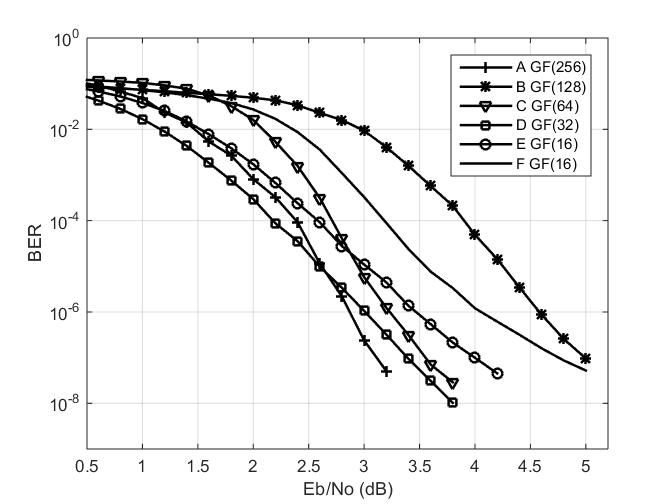 10^0
10^-2
10^-4
10^-6
10^-8
BER
0.5 1 1.5 2 2.5 3 3.5 4 4.5 5
Eb/No (dB)
A GF(256)
B GF(128)
C GF(64)
D GF(32)
E GF(16)
F GF(16)